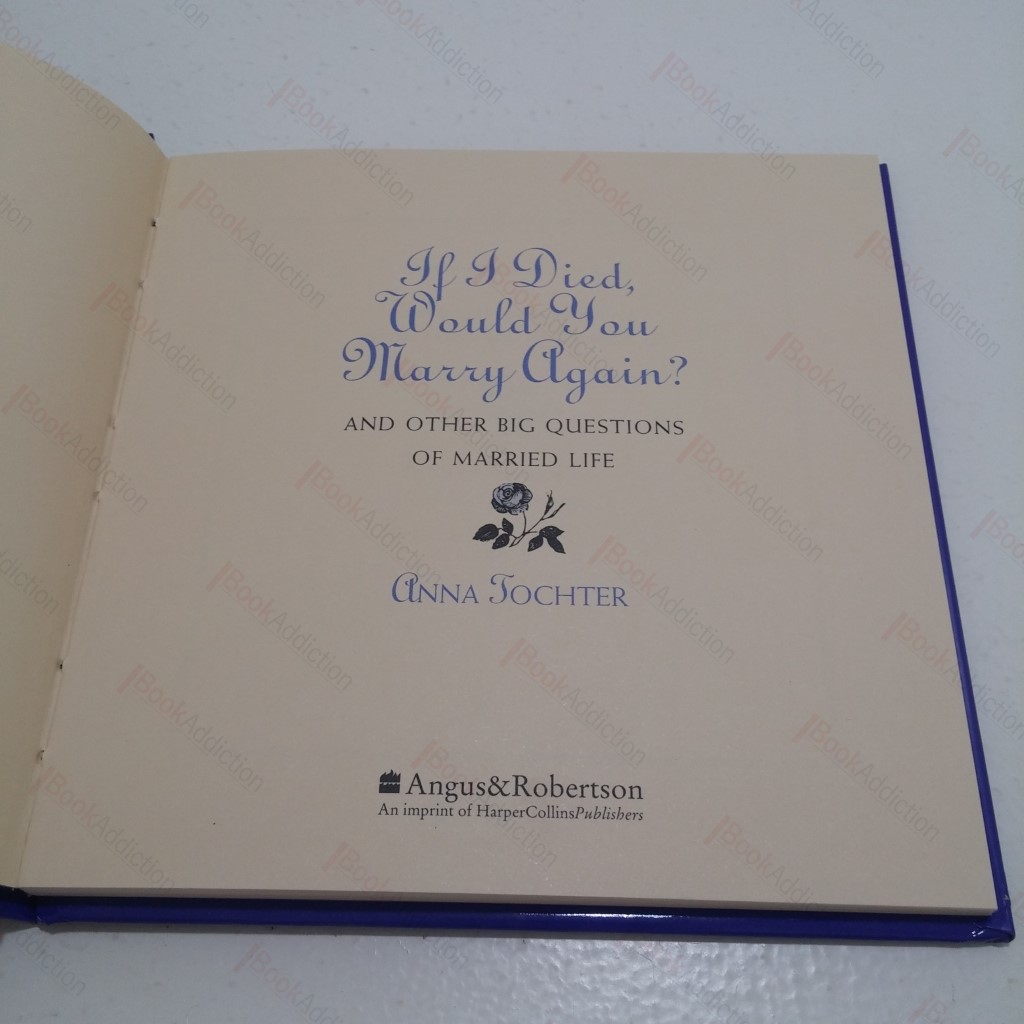 If I Died,
Would You
Marry Again?
AND OTHER BIG QUESTIONS
OF MARRIED LIFE
ANNA TOCHTER
Angus&Robertson
An imprint of HarperCollinsPublishers
BookAddiction